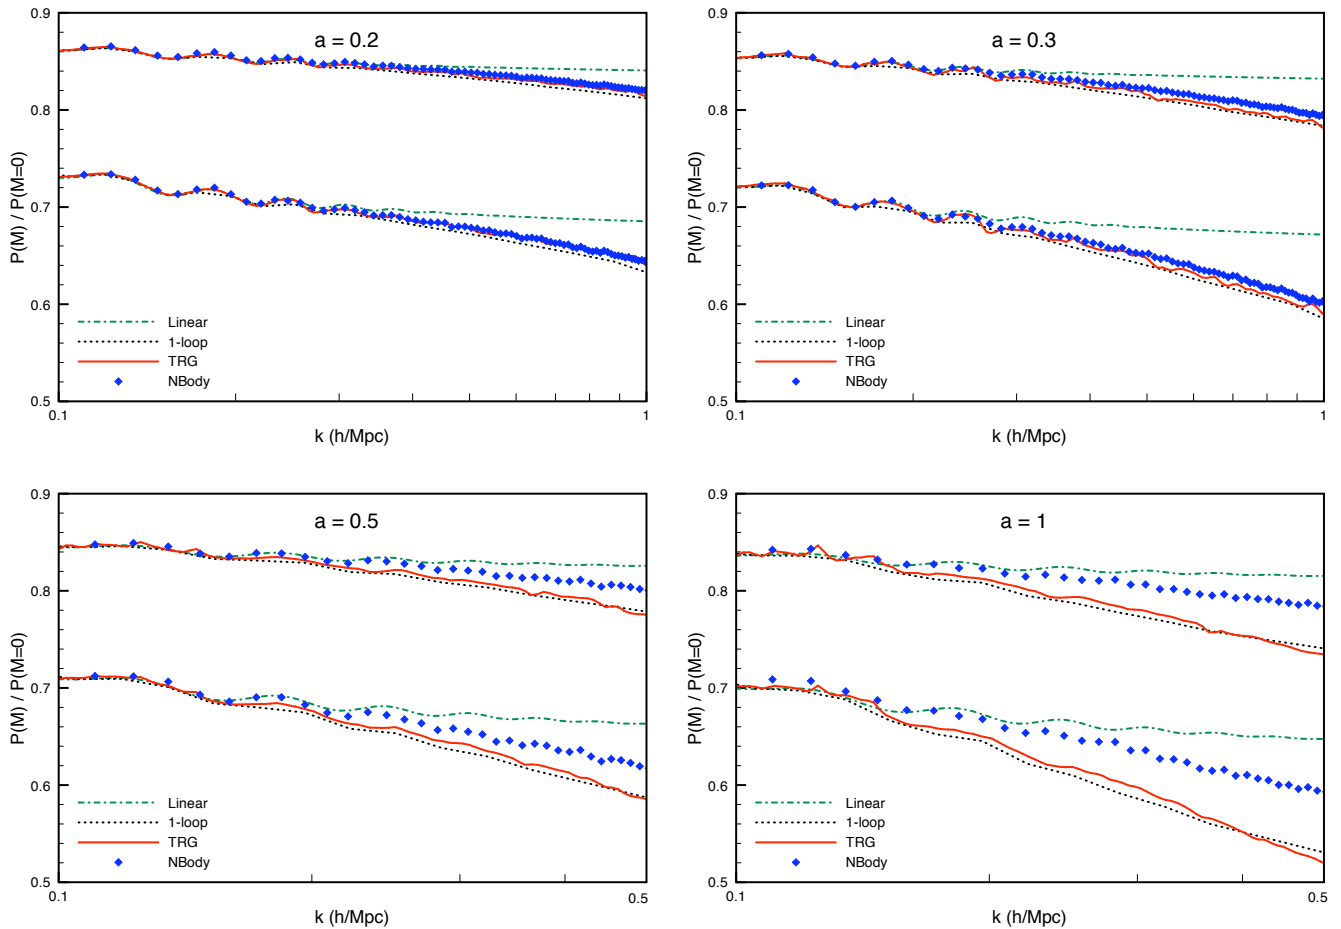 0.9
a = 0.2
0.8
0.7
0.6
0.5
P(M) / P(M=0)
Linear
1-loop
TRG
NBody
0.1
1
k (h/Mpc)
0.9
a = 0.3
0.8
0.7
0.6
0.5
P(M) / P(M=0)
Linear
1-loop
TRG
NBody
0.1
1
k (h/Mpc)
0.9
a = 0.5
0.8
0.7
0.6
0.5
P(M) / P(M=0)
Linear
1-loop
TRG
NBody
0.1
0.5
k (h/Mpc)
0.9
a = 1
0.8
0.7
0.6
0.5
P(M) / P(M=0)
Linear
1-loop
TRG
NBody
0.1
0.5
k (h/Mpc)